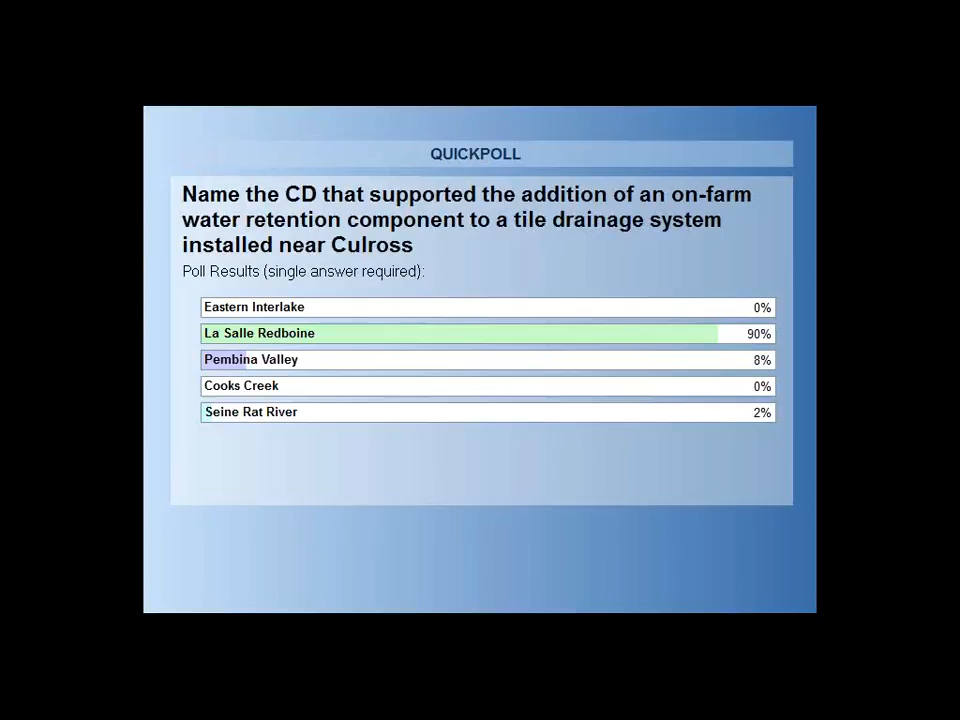 QUICKPOLL
Name the CD that supported the addition of an on-farm
water retention component to a tile drainage system
installed near Culross
Poll Results (single answer required):
Eastern Interlake 0%
La Salle Redboine 90%
Pembina Valley 8%
Cooks Creek 0%
Seine Rat River 2%